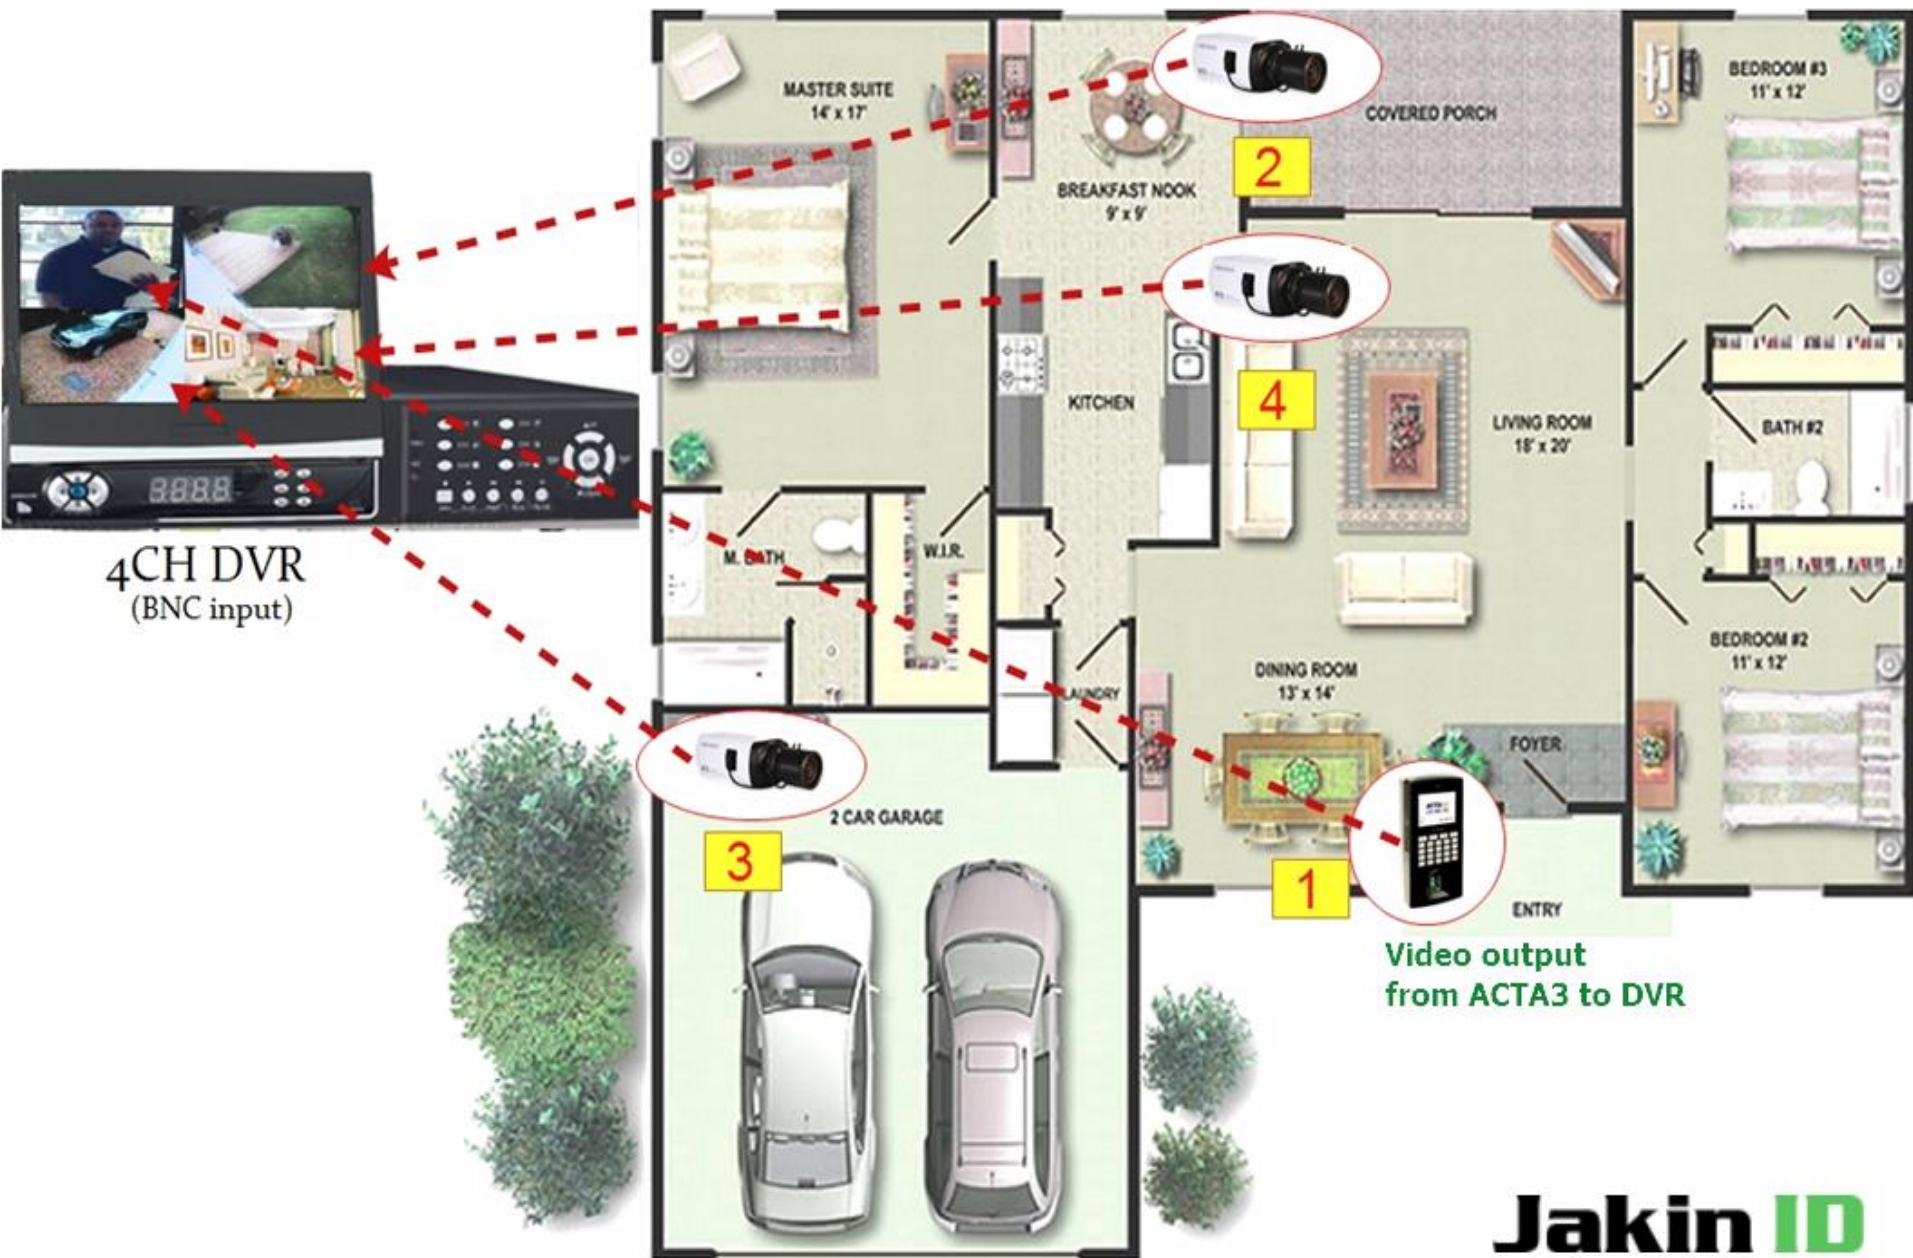 MASTER SUITE
14' x 17'
BREAKFAST NOOK
9' x 9'
COVERED PORCH
BEDROOM #3
11' x 12'
2
4
KITCHEN
LIVING ROOM
18' x 20'
BATH #2
4CH DVR
(BNC input)
M. BATH
W.I.R.
BEDROOM #2
11' x 12'
DINING ROOM
13' x 14'
LAUNDRY
FOYER
2 CAR GARAGE
3
1
ENTRY
Video output
from ACTA3 to DVR
Jakin ID